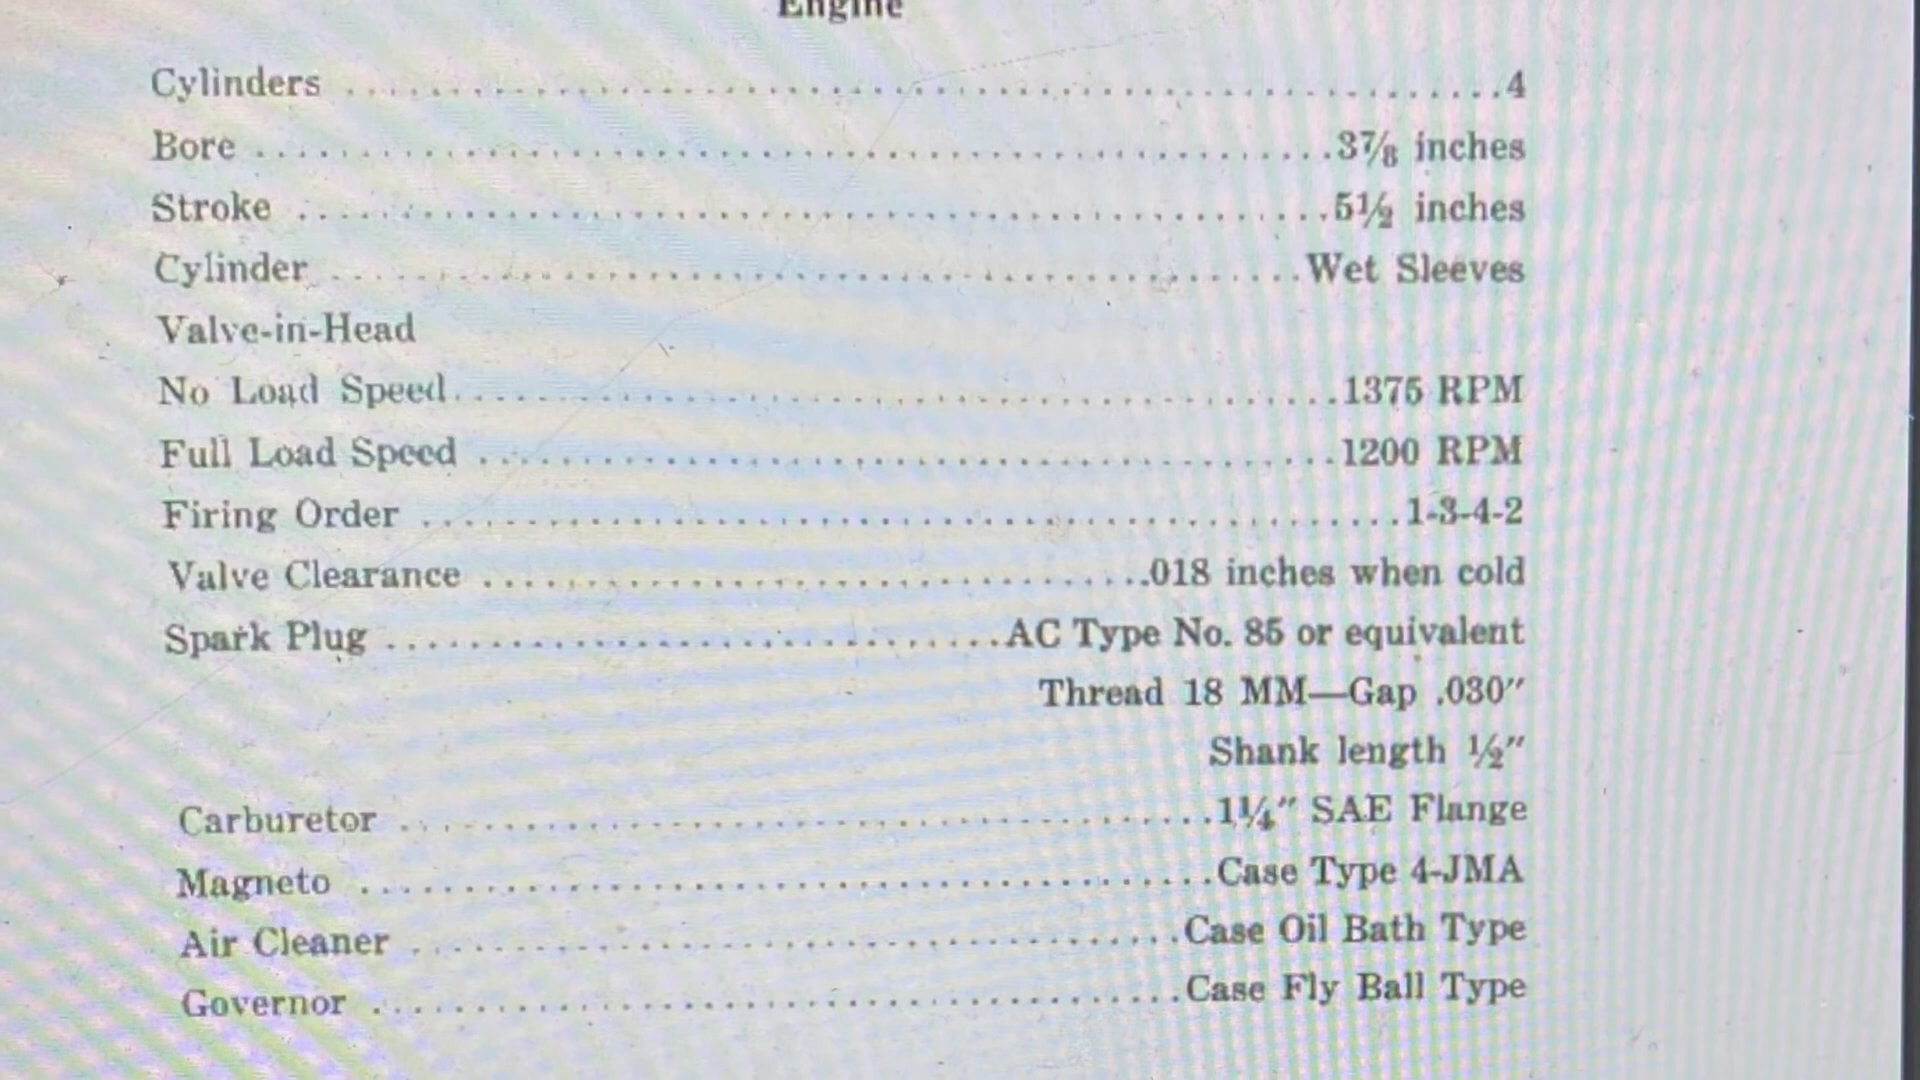 Engine
Cylinders ........................................................4
Bore ........................................................3⅞ inches
Stroke ........................................................5½ inches
Cylinder ........................................................Wet Sleeves
Valve-in-Head
No Load Speed........................................................1375 RPM
Full Load Speed ........................................................1200 RPM
Firing Order ........................................................1-3-4-2
Valve Clearance .........................................018 inches when cold
Spark Plug ........................................AC Type No. 85 or equivalent
Thread 18 MM—Gap .030″
Shank length ½″
Carburetor ........................................1¼″ SAE Flange
Magneto ........................................Case Type 4-JMA
Air Cleaner ........................................Case Oil Bath Type
Governor ........................................Case Fly Ball Type